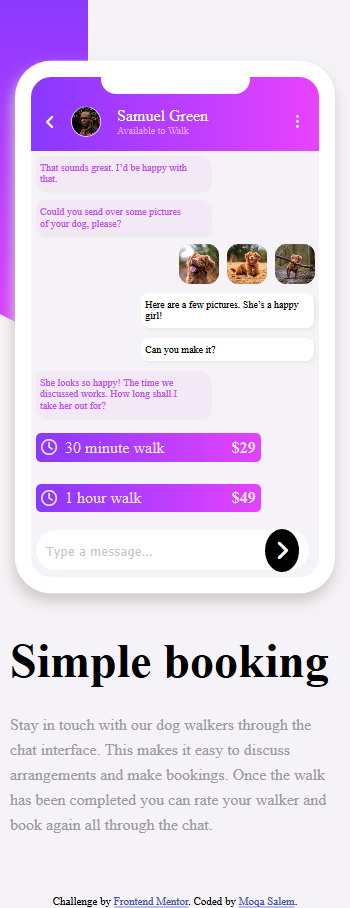 Samuel Green
Available to Walk
That sounds great. I'd be happy with
that.
Could you send over some pictures
of your dog, please?
Here are a few pictures. She's a happy
girl!
Can you make it?
She looks so happy! The time we
discussed works. How long shall I
take her out for?
30 minute walk $29
1 hour walk $49
Type a message...
Simple booking
Stay in touch with our dog walkers through the
chat interface. This makes it easy to discuss
arrangements and make bookings. Once the walk
has been completed you can rate your walker and
book again all through the chat.
Challenge by Frontend Mentor. Coded by Moqa Salem.